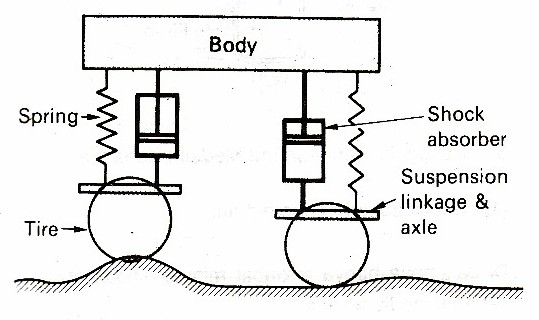 Body
Spring
Shock
absorber
Suspension
linkage &
axle
Tire